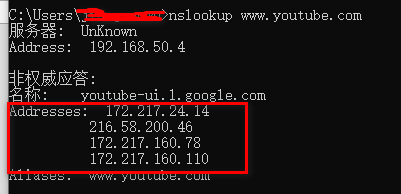 C:\Users\>nslookup www.youtube.com
服务器:  UnKnown
Address:  192.168.50.4
非权威应答:
名称:    youtube-ui.l.google.com
Addresses:  172.217.24.14
216.58.200.46
172.217.160.78
172.217.160.110
Aliases:  www.youtube.com